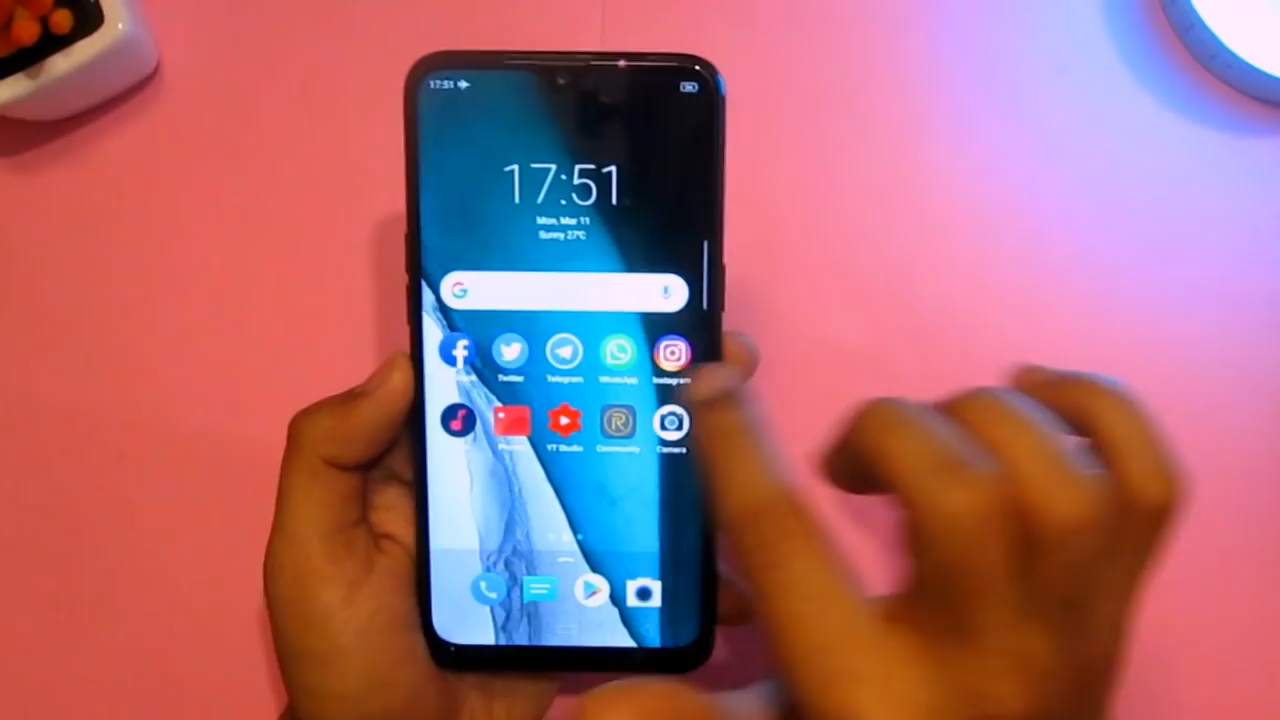 17:51
17:51
Mon, Mar 11
Sunny 27°C
Twitter
Telegram
WhatsApp
Instagram
YT Studio
Community
Camera